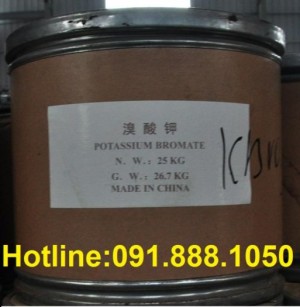 溴酸钾
POTASSIUM BROMATE
N. W.: 25 KG
G. W.: 26.7 KG
MADE IN CHINA
Hotline:091.888.1050